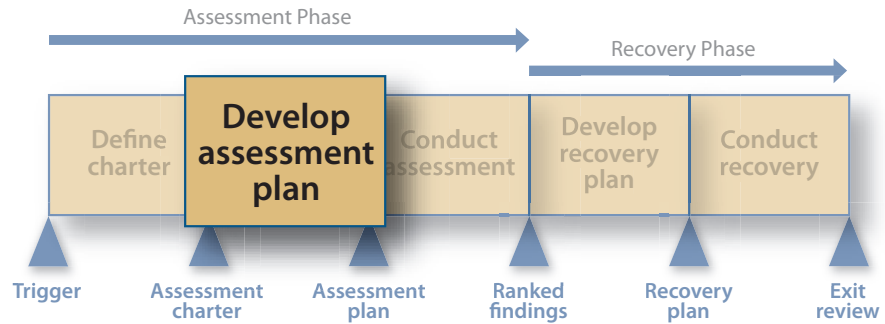 Assessment Phase
Recovery Phase
Define
charter
Develop
assessment
plan
Conduct
assessment
Develop
recovery
plan
Conduct
recovery
Trigger
Assessment
charter
Assessment
plan
Ranked
findings
Recovery
plan
Exit
review